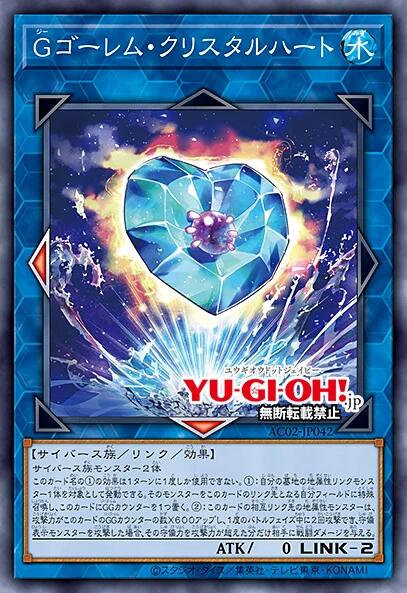 ジー
Gゴーレム・クリスタルハート
水
ユウギオウドットジェイピー
YU-GI-OH!.jp
無断転載禁止
AC02-JP042
【サイバース族／リンク／効果】
サイバース族モンスター2体
このカード名の①の効果は1ターンに1度しか使用できない。①：自分の墓地の地属性リンクモン
スター1体を対象として発動できる。そのモンスターをこのカードのリンク先となる自分フィールドに特殊
召喚し、このカードにGGカウンターを1つ置く。②：このカードの相互リンク先の地属性モンスターは、
攻撃力がこのカードのGGカウンターの数×600アップし、1度のバトルフェイズ中に2回攻撃でき、守備
表示モンスターを攻撃した場合、その守備力を攻撃力が超えた分だけ相手に戦闘ダメージを与える。
ATK/ 0 LINK-2
©スタジオ・ダイス／集英社・テレビ東京・KONAMI